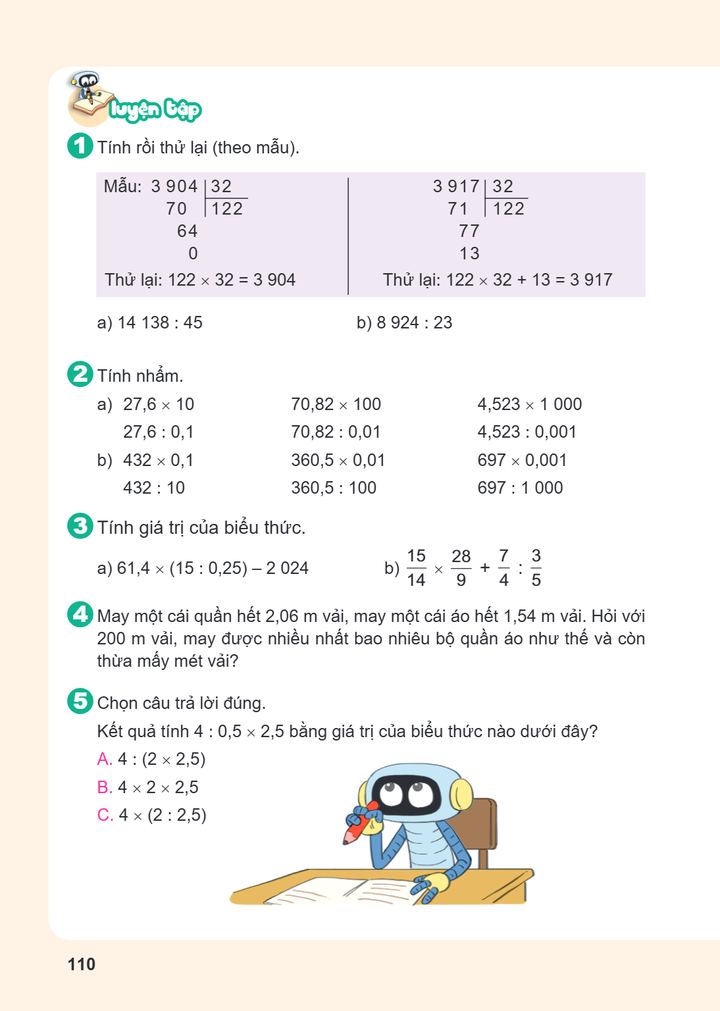 luyện tập
1 Tính rồi thử lại (theo mẫu).
Mẫu: 3 904 32
70 122
64
0
Thử lại: 122 × 32 = 3 904
3 917 32
71 122
77
13
Thử lại: 122 × 32 + 13 = 3 917
a) 14 138 : 45 b) 8 924 : 23
2 Tính nhẩm.
a) 27,6 × 10 70,82 × 100 4,523 × 1 000
27,6 : 0,1 70,82 : 0,01 4,523 : 0,001
b) 432 × 0,1 360,5 × 0,01 697 × 0,001
432 : 10 360,5 : 100 697 : 1 000
3 Tính giá trị của biểu thức.
a) 61,4 × (15 : 0,25) – 2 024 b) 15/14 × 28/9 + 7/4 : 3/5
4 May một cái quần hết 2,06 m vải, may một cái áo hết 1,54 m vải. Hỏi với
200 m vải, may được nhiều nhất bao nhiêu bộ quần áo như thế và còn
thừa mấy mét vải?
5 Chọn câu trả lời đúng.
Kết quả tính 4 : 0,5 × 2,5 bằng giá trị của biểu thức nào dưới đây?
A. 4 : (2 × 2,5)
B. 4 × 2 × 2,5
C. 4 × (2 : 2,5)
110